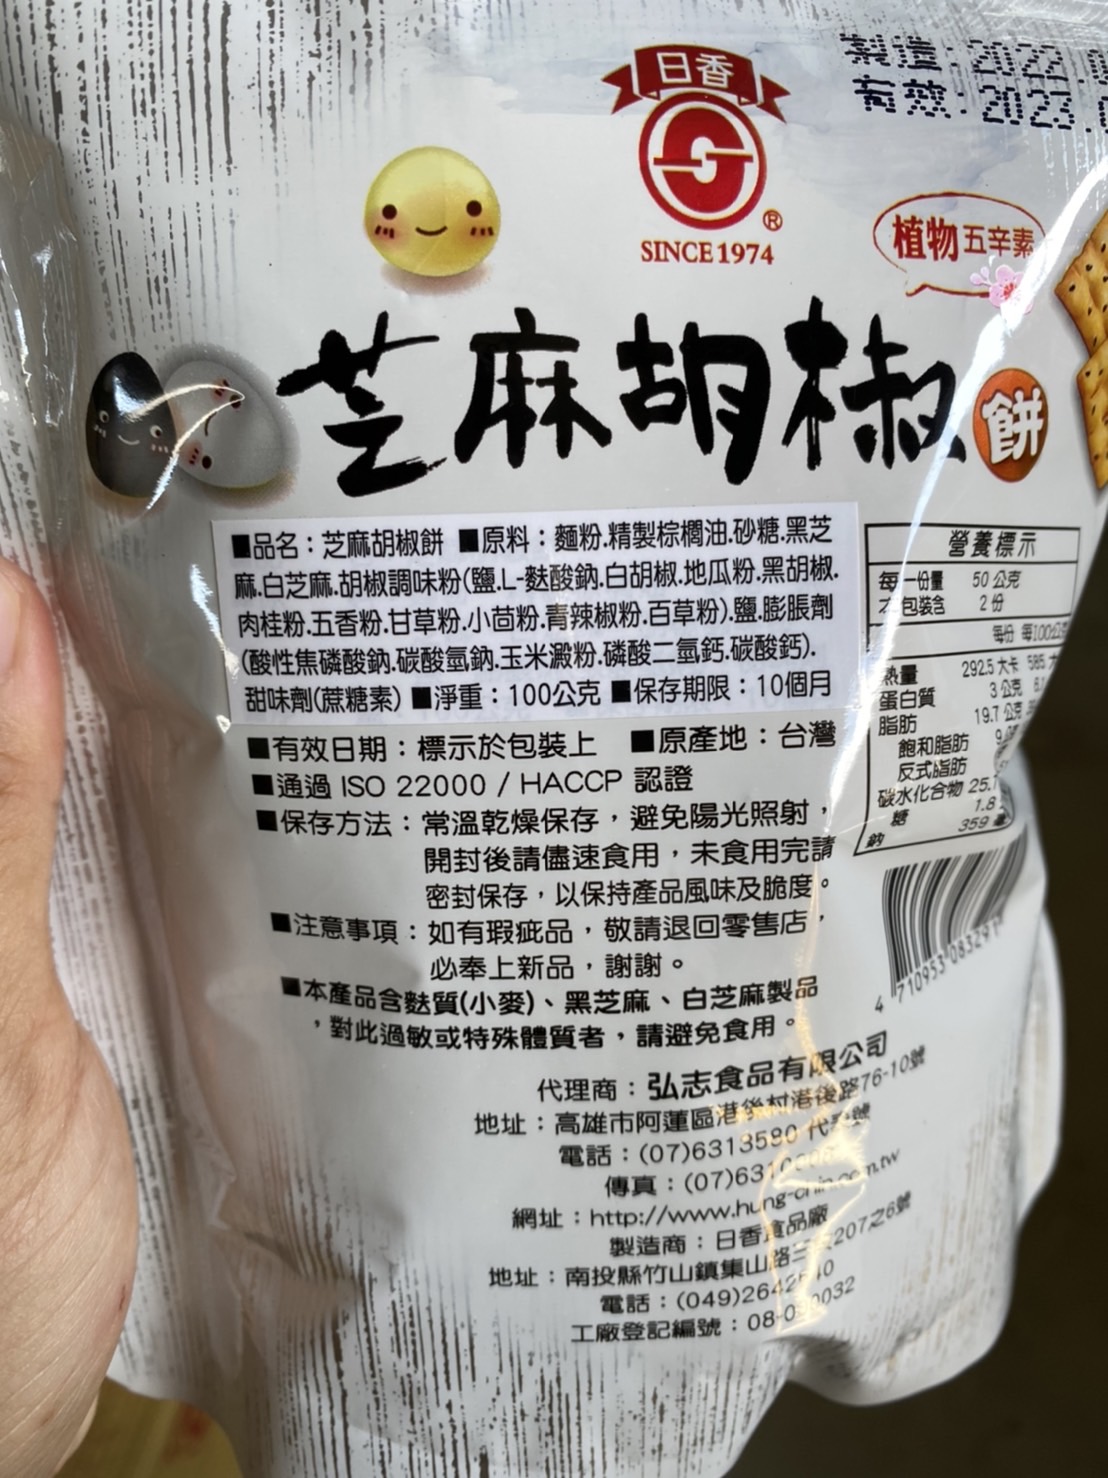 日香
製造:2022.
有效:2023.
®
SINCE 1974
植物五辛素
芝麻胡椒餅
■品名:芝麻胡椒餅 ■原料:麵粉.精製棕櫚油.砂糖.黑芝
麻.白芝麻.胡椒調味粉(鹽.L-麩酸鈉.白胡椒.地瓜粉.黑胡椒.
肉桂粉.五香粉.甘草粉.小茴粉.青辣椒粉.百草粉).鹽.膨脹劑
(酸性焦磷酸鈉.碳酸氫鈉.玉米澱粉.磷酸二氫鈣.碳酸鈣).
甜味劑(蔗糖素) ■淨重:100公克 ■保存期限:10個月
■有效日期:標示於包裝上 ■原產地:台灣
■通過 ISO 22000 / HACCP 認證
■保存方法:常溫乾燥保存,避免陽光照射,
開封後請儘速食用,未食用完請
密封保存,以保持產品風味及脆度。
■注意事項:如有瑕疵品,敬請退回零售店,
必奉上新品,謝謝。
■本產品含麩質(小麥)、黑芝麻、白芝麻製品
,對此過敏或特殊體質者,請避免食用。
營養標示
每一份量 50公克
本包裝含 2份
每份 每100公克
熱量 292.5大卡 585
蛋白質 3公克
脂肪 19.7公克
飽和脂肪
反式脂肪
碳水化合物 25.
糖 1.8
鈉 359
4 710953 083291
代理商:弘志食品有限公司
地址:高雄市阿蓮區港後村港後路76-10號
電話:(07)6313580 代表號
傳真:(07)631
網址:http://www.hung-chin.com.tw
製造商:日香食品廠
地址:南投縣竹山鎮集山路三段207之6號
電話:(049)2642
工廠登記編號:08-0 0032